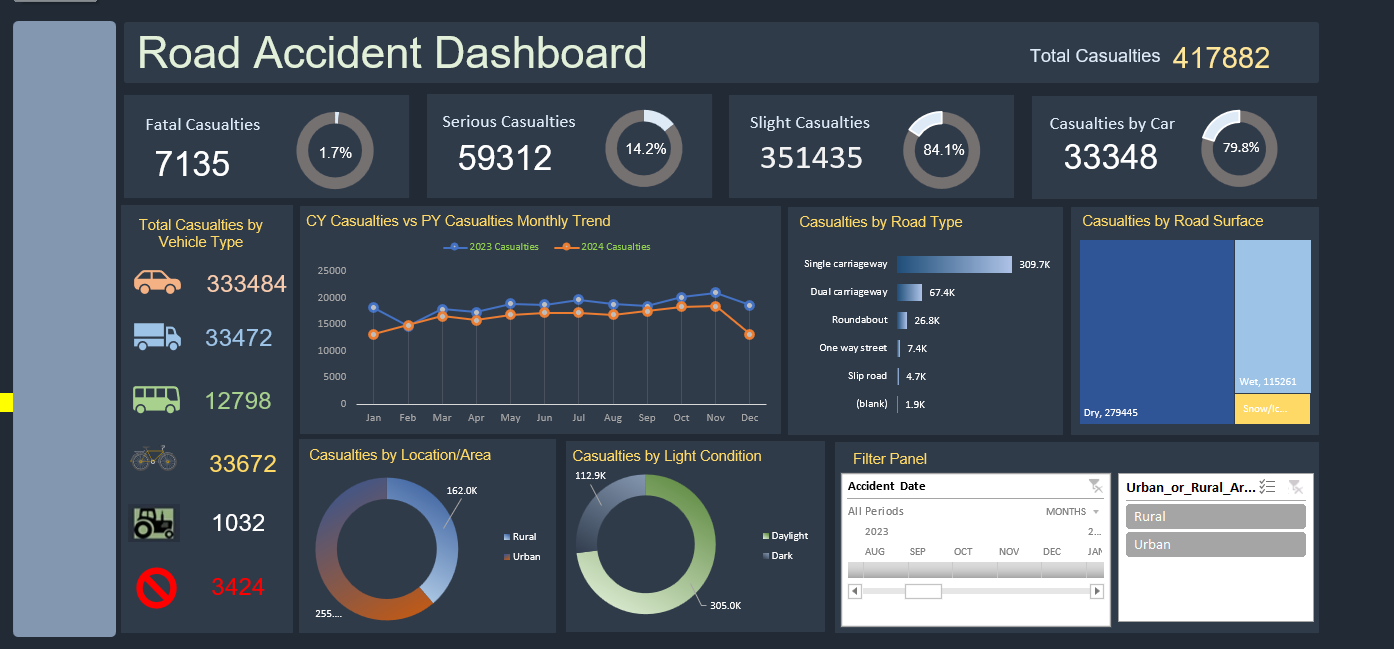 Road Accident Dashboard
Total Casualties 417882
Fatal Casualties
7135
1.7%
Serious Casualties
59312
14.2%
Slight Casualties
351435
84.1%
Casualties by Car
33348
79.8%
Total Casualties by
Vehicle Type
333484
33472
12798
33672
1032
3424
CY Casualties vs PY Casualties Monthly Trend
2023 Casualties
2024 Casualties
25000
20000
15000
10000
5000
0
Jan Feb Mar Apr May Jun Jul Aug Sep Oct Nov Dec
Casualties by Road Type
Single carriageway 309.7K
Dual carriageway 67.4K
Roundabout 26.8K
One way street 7.4K
Slip road 4.7K
(blank) 1.9K
Casualties by Road Surface
Dry, 279445
Wet, 115261
Snow/Ic...
Casualties by Location/Area
162.0K
255....
Rural
Urban
Casualties by Light Condition
112.9K
305.0K
Daylight
Dark
Filter Panel
Accident Date
All Periods MONTHS
2023 2...
AUG SEP OCT NOV DEC JAN
Urban_or_Rural_Ar...
Rural
Urban